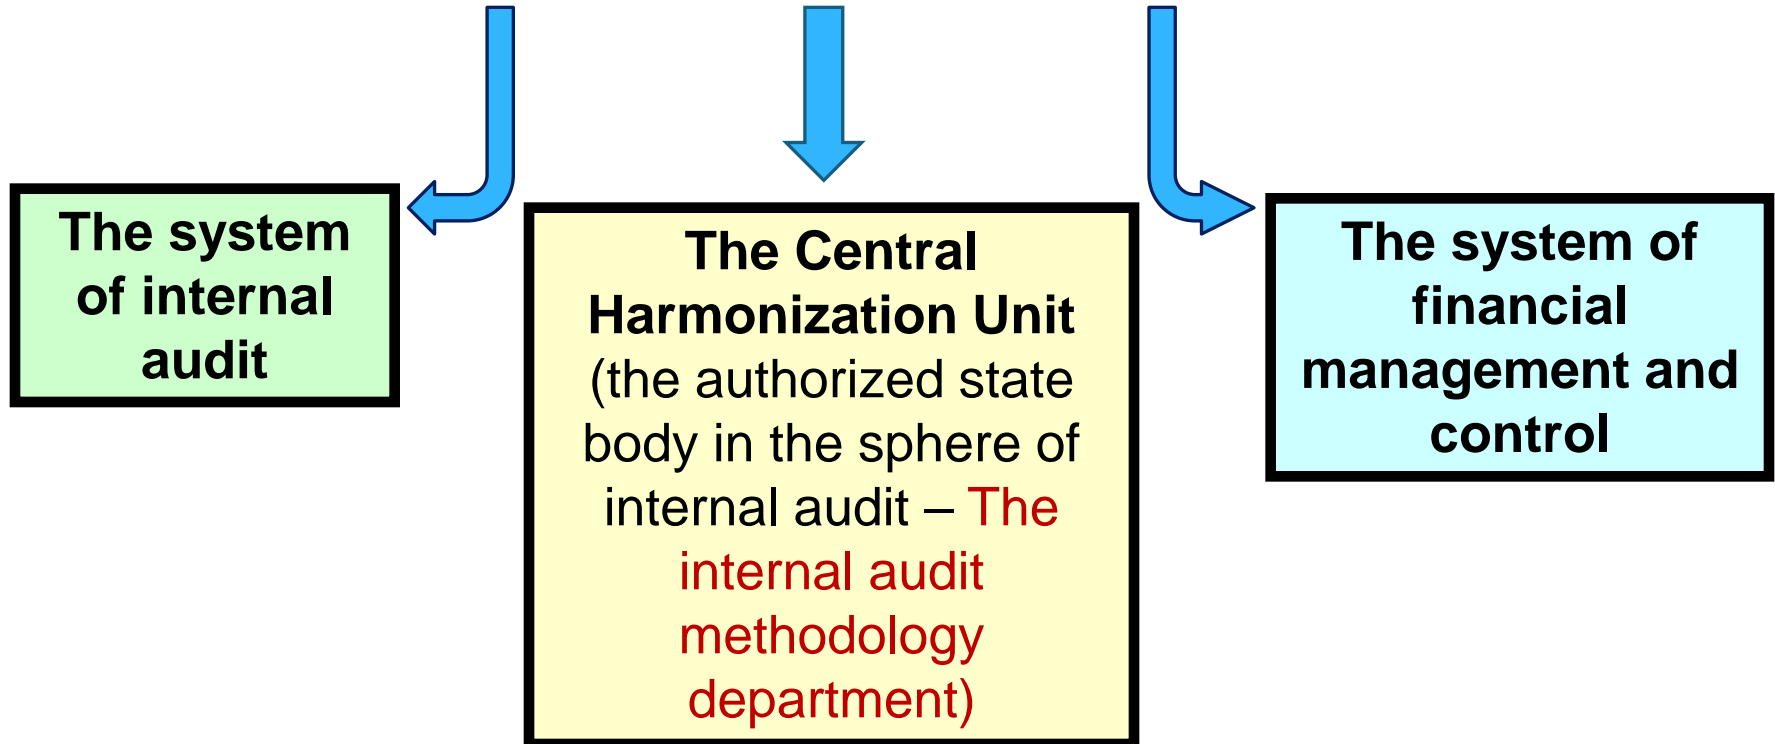 The system
of internal
audit
The Central
Harmonization Unit
(the authorized state
body in the sphere of
internal audit – The
internal audit
methodology
department)
The system of
financial
management and
control